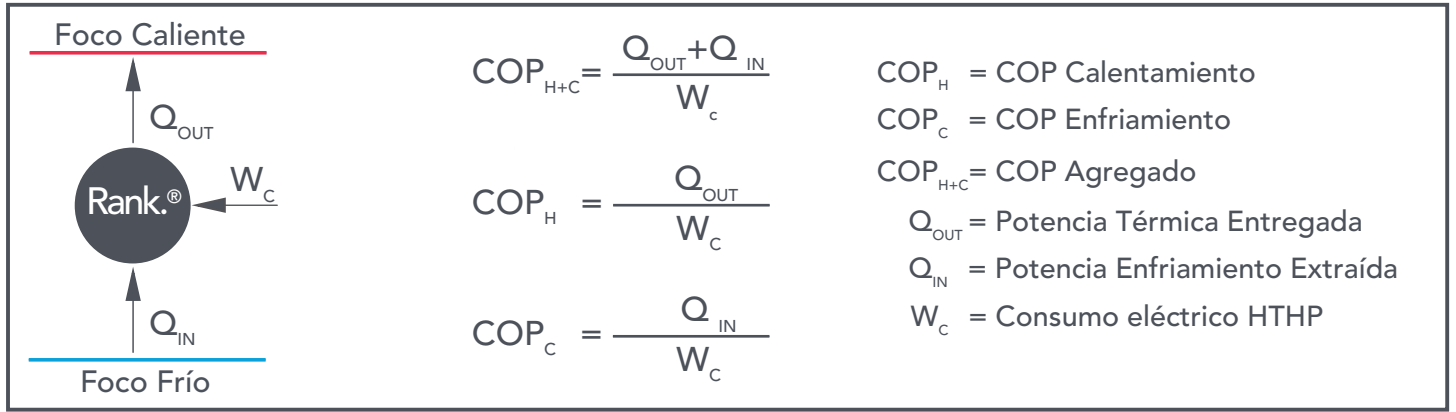 Foco Caliente
Q_OUT
Rank.®
W_C
Q_IN
Foco Frío
COP_H+C = (Q_OUT+Q_IN) / W_c
COP_H = Q_OUT / W_C
COP_C = Q_IN / W_C
COP_H = COP Calentamiento
COP_C = COP Enfriamiento
COP_H+C = COP Agregado
Q_OUT = Potencia Térmica Entregada
Q_IN = Potencia Enfriamiento Extraída
W_C = Consumo eléctrico HTHP